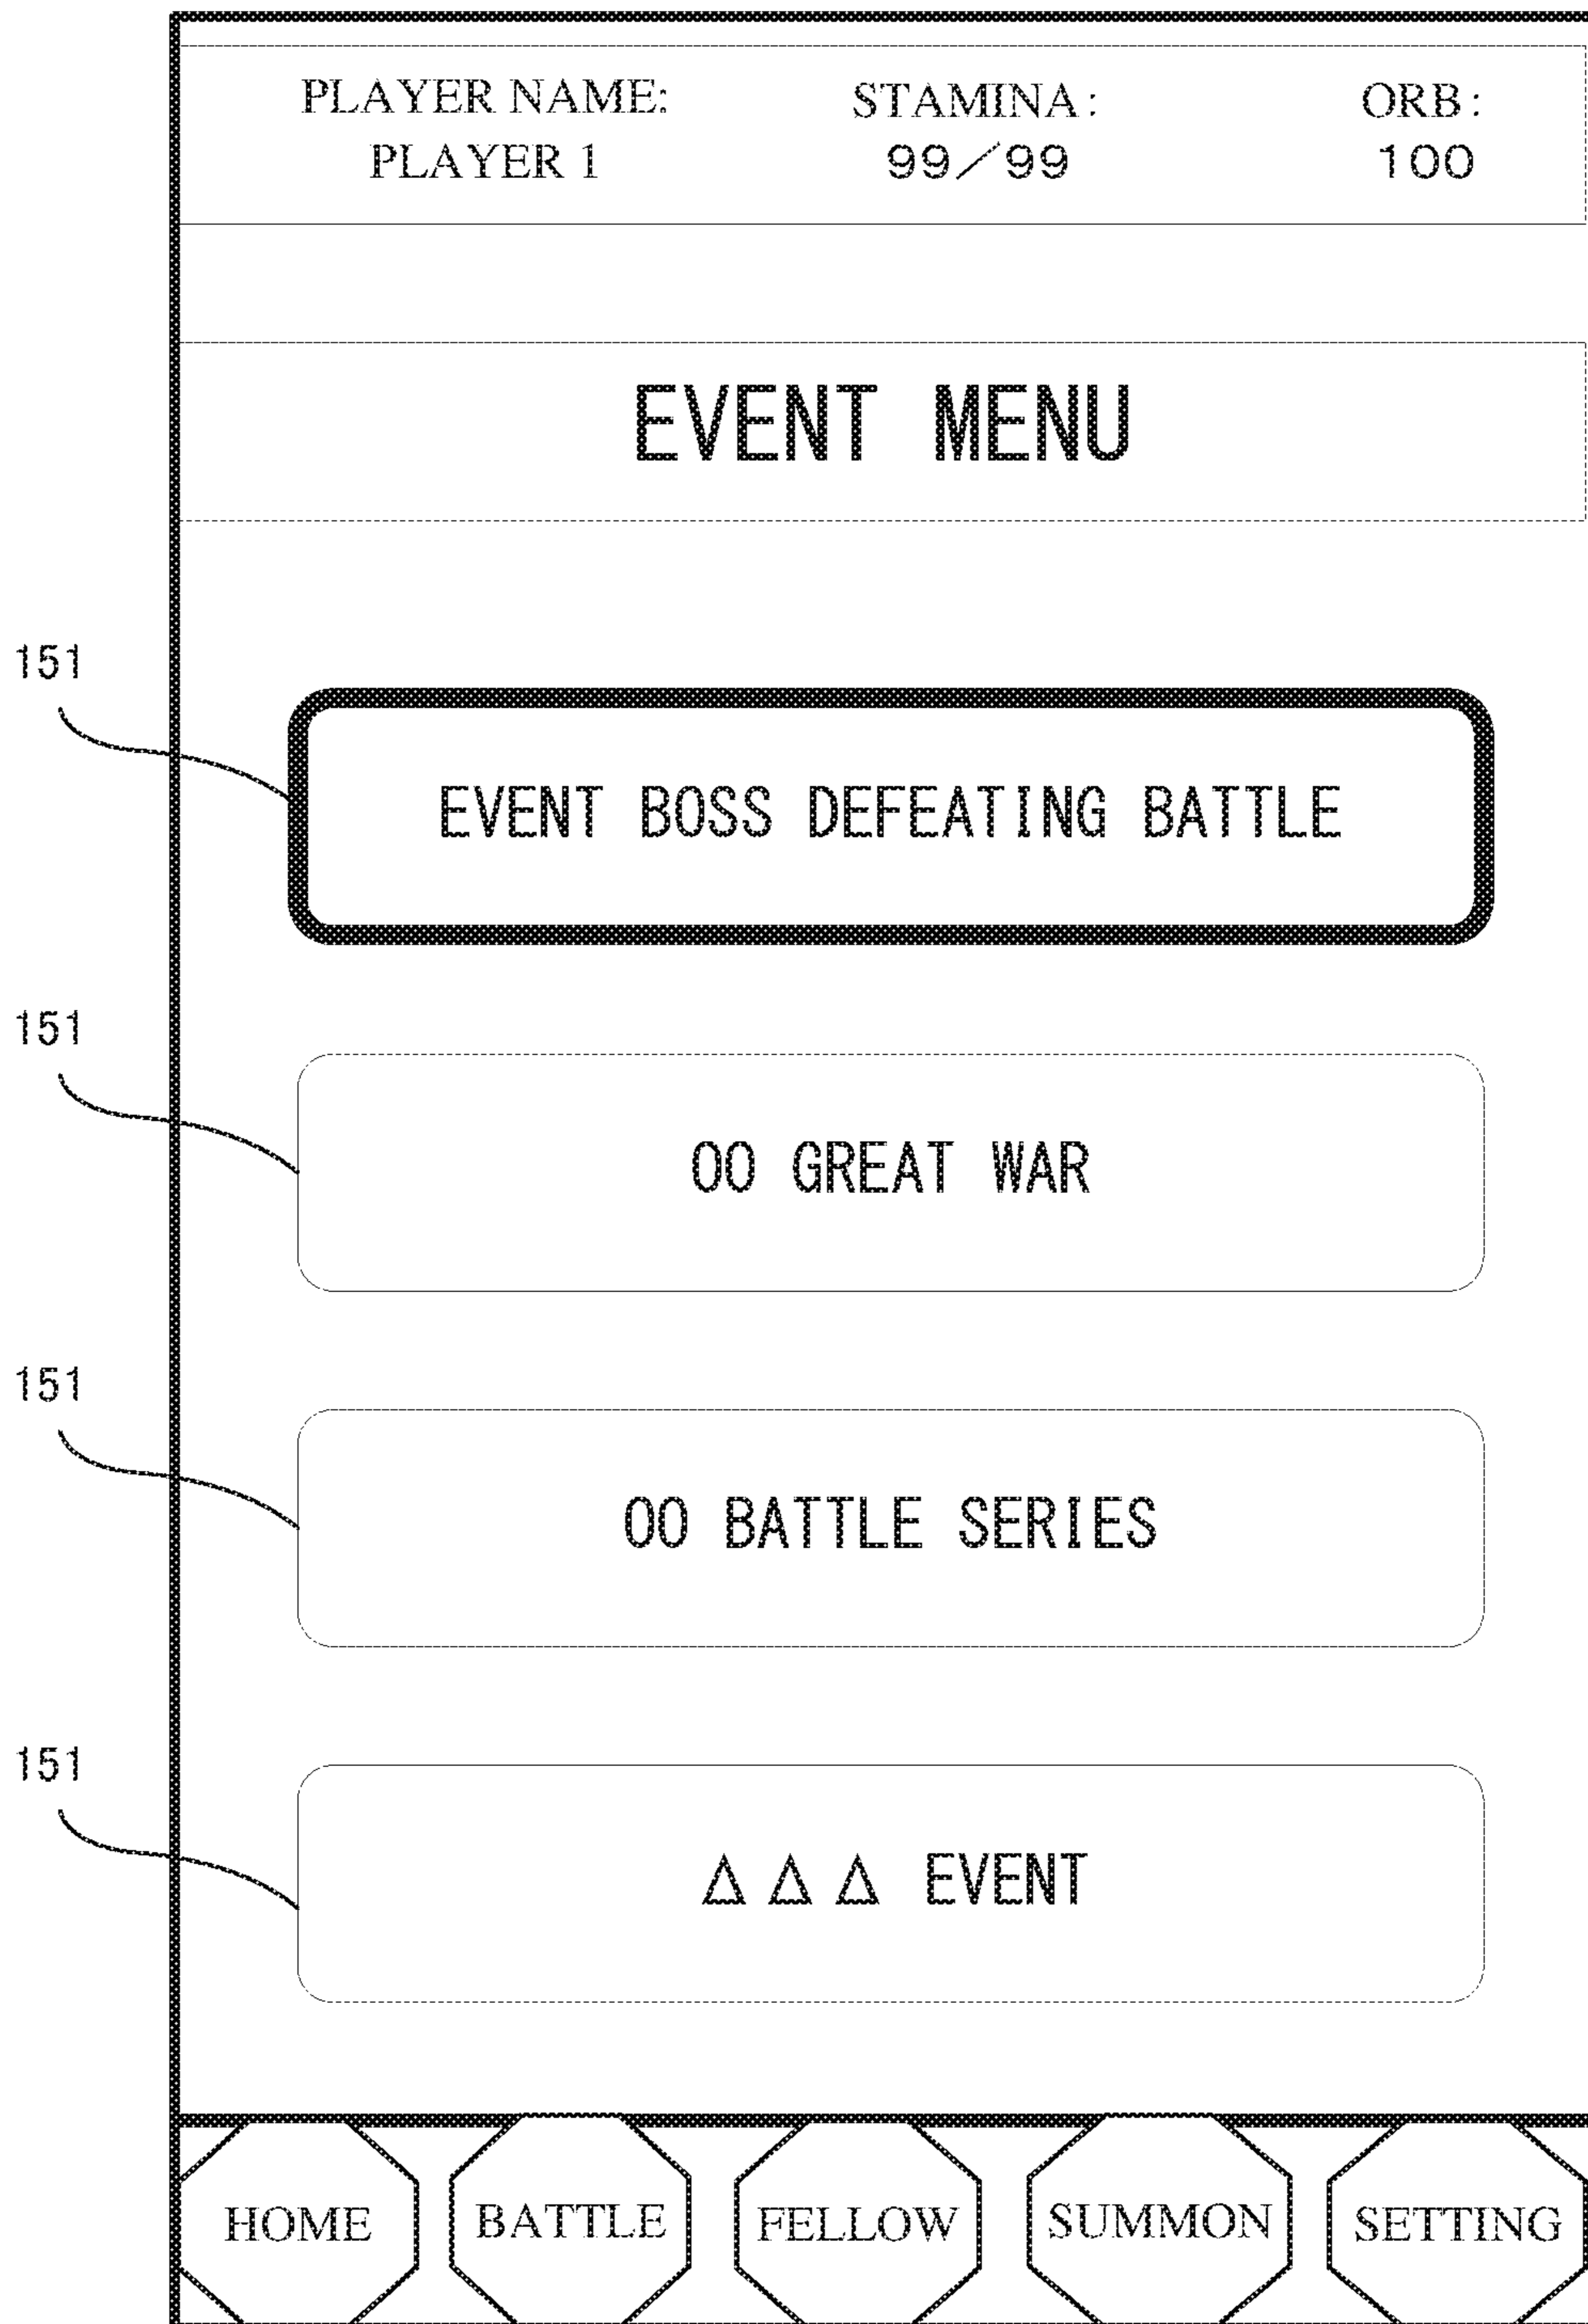 PLAYER NAME: STAMINA: ORB:
PLAYER 1 99/99 100
EVENT MENU
151
EVENT BOSS DEFEATING BATTLE
151
OO GREAT WAR
151
OO BATTLE SERIES
151
△△△ EVENT
HOME BATTLE FELLOW SUMMON SETTING